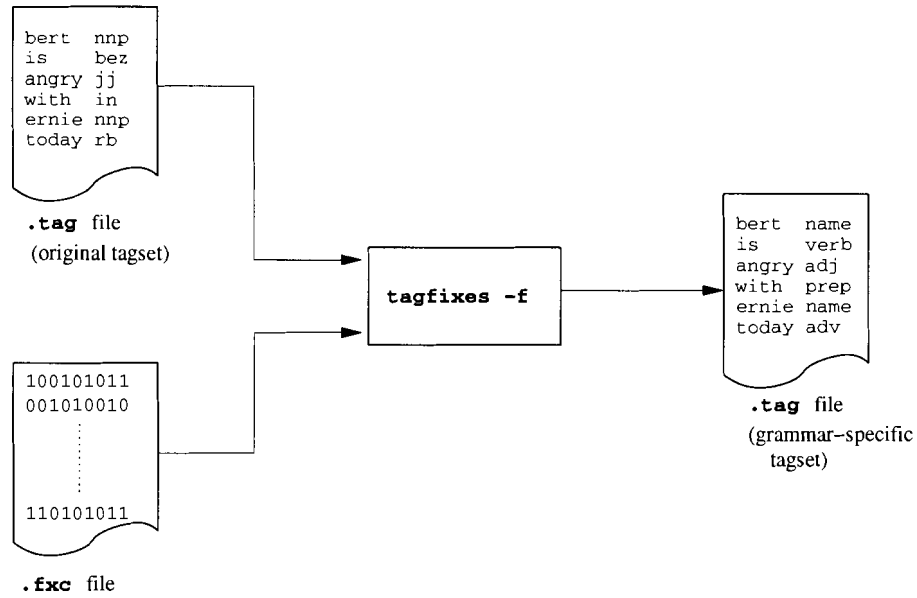 bert nnp
is bez
angry jj
with in
ernie nnp
today rb
.tag file
(original tagset)
100101011
001010010
110101011
.fxc file
tagfixes -f
bert name
is verb
angry adj
with prep
ernie name
today adv
.tag file
(grammar-specific
tagset)